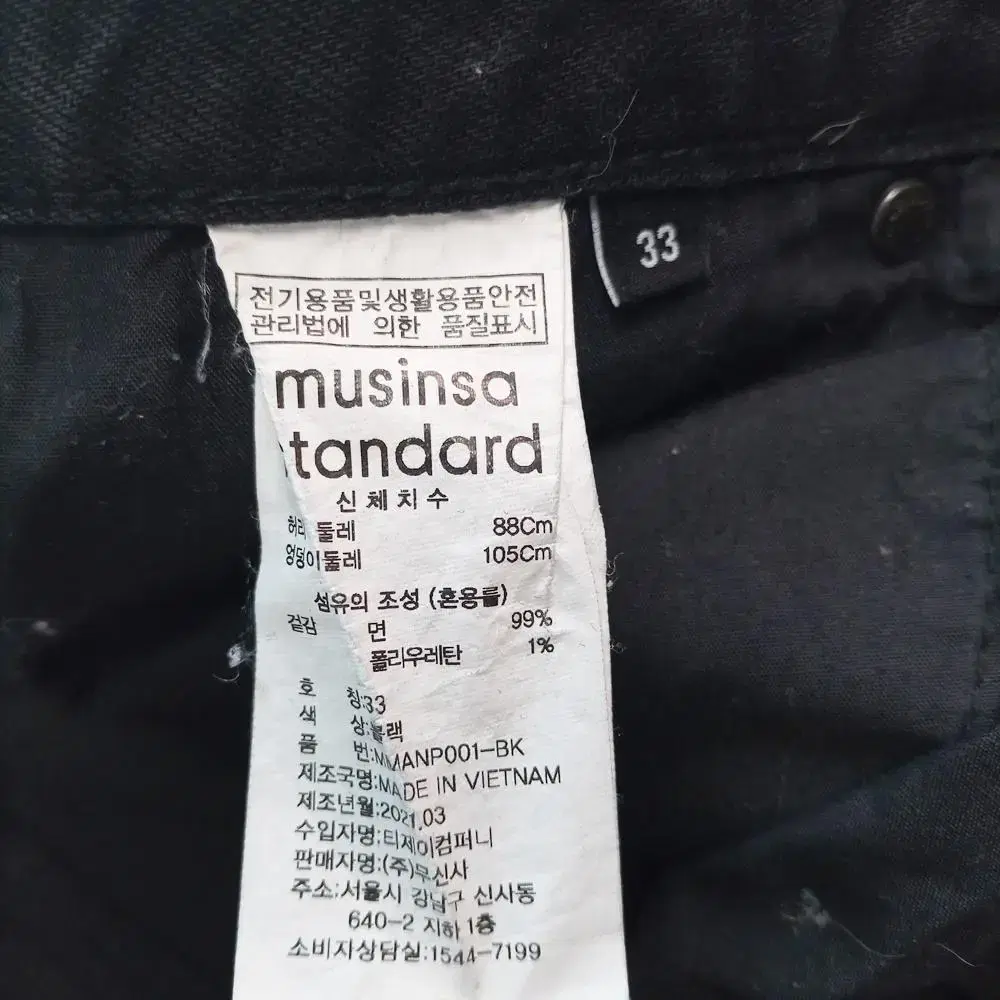 33
전기용품및생활용품안전
관리법에 의한 품질표시
musinsa
standard
신체치수
허리 둘레 88Cm
엉덩이둘레 105Cm
섬유의 조성 (혼용률)
겉감 면 99%
폴리우레탄 1%
호 칭:33
색 상:블랙
품 번:MMANP001-BK
제조국명:MADE IN VIETNAM
제조년월:2021.03
수입자명:티제이컴퍼니
판매자명:(주)무신사
주소:서울시 강남구 신사동
640-2 지하 1층
소비자상담실:1544-7199